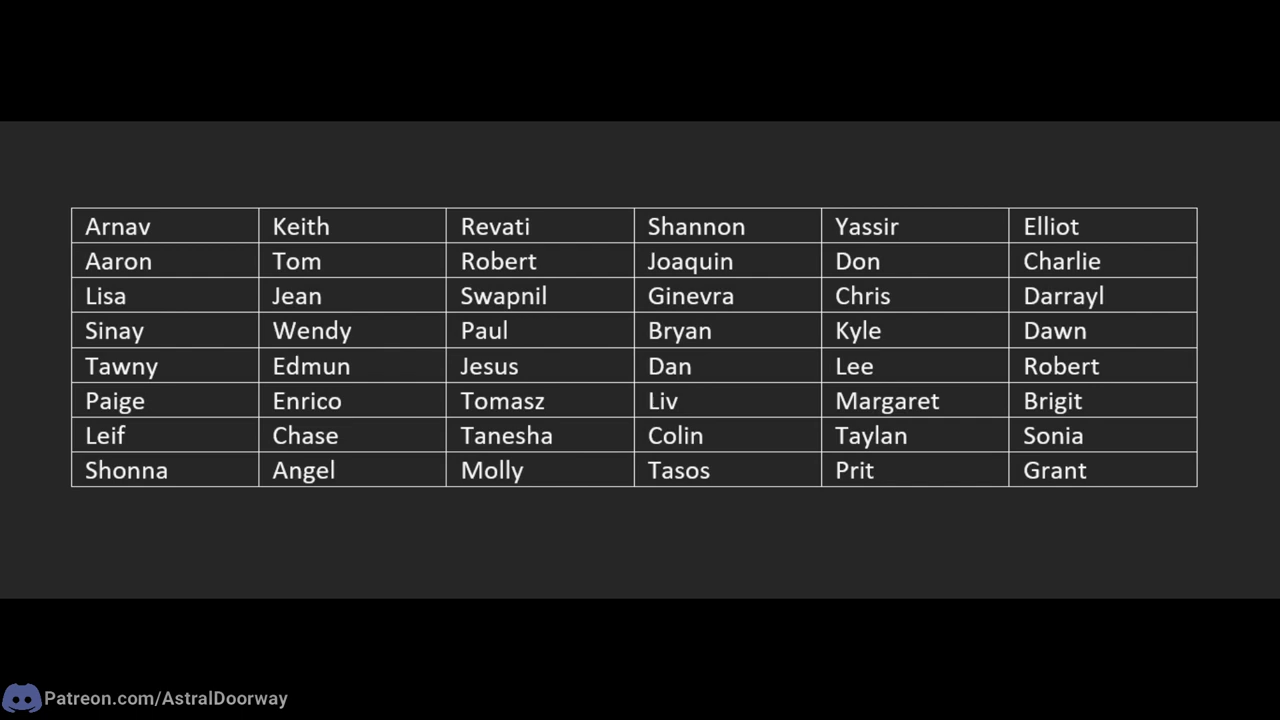 Arnav Keith Revati Shannon Yassir Elliot
Aaron Tom Robert Joaquin Don Charlie
Lisa Jean Swapnil Ginevra Chris Darrayl
Sinay Wendy Paul Bryan Kyle Dawn
Tawny Edmun Jesus Dan Lee Robert
Paige Enrico Tomasz Liv Margaret Brigit
Leif Chase Tanesha Colin Taylan Sonia
Shonna Angel Molly Tasos Prit Grant
Patreon.com/AstralDoorway